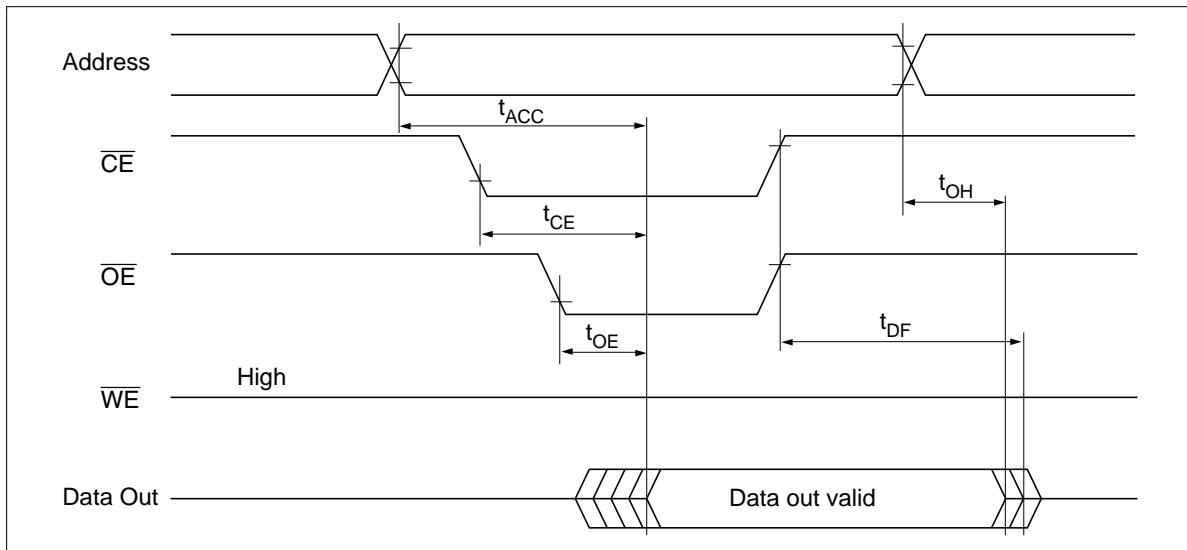 Address
tACC
CE
tOH
tCE
OE
tDF
tOE
High
WE
Data Out
Data out valid